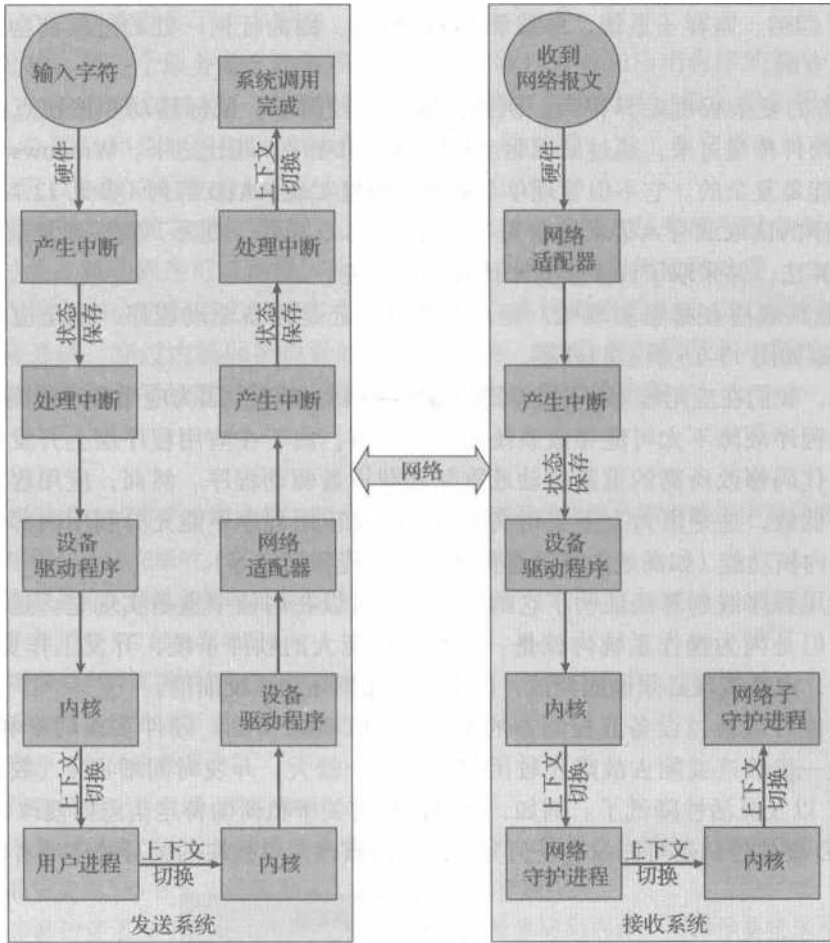 输入字符
硬件
产生中断
状态
保存
处理中断
设备
驱动程序
内核
上下文
切换
用户进程
上下文
切换
内核
设备
驱动程序
网络
适配器
产生中断
状态
保存
处理中断
上下文
切换
系统调用
完成
发送系统
网络
收到
网络报文
硬件
网络
适配器
产生中断
状态
保存
设备
驱动程序
内核
上下文
切换
网络
守护进程
上下文
切换
内核
上下文
切换
网络子
守护进程
接收系统